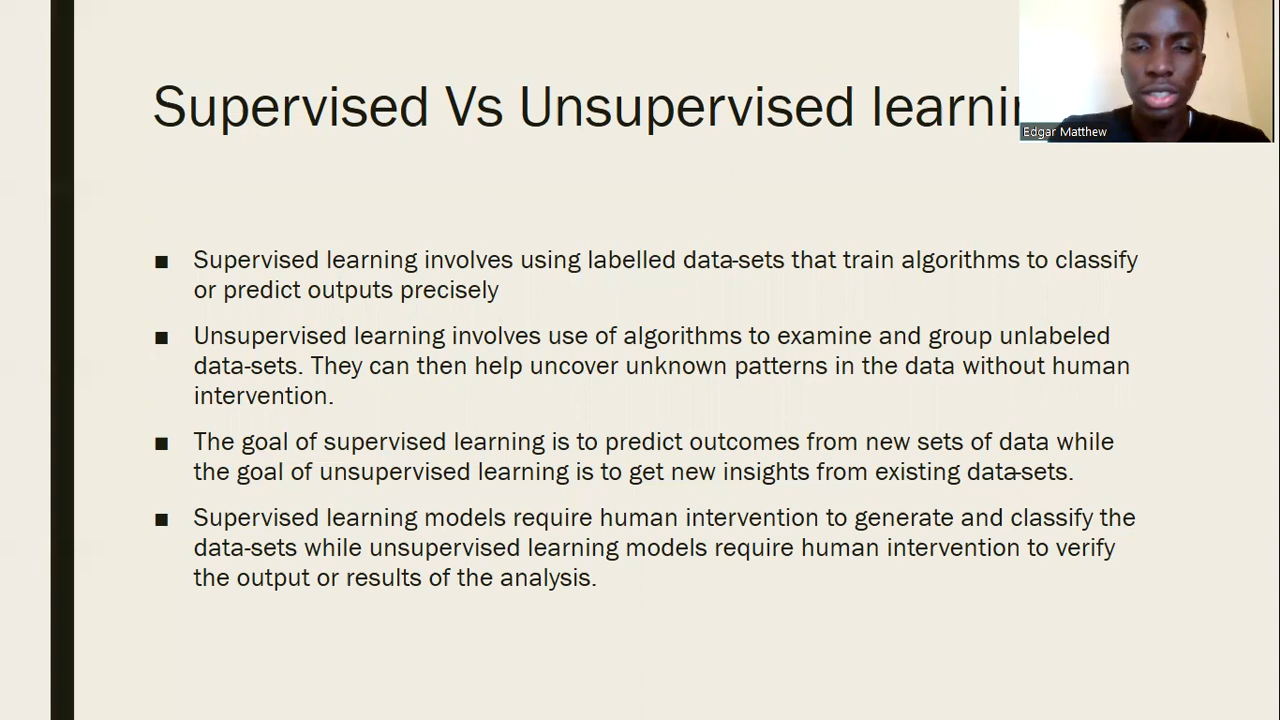 Supervised Vs Unsupervised learnin
Edgar Matthew
■ Supervised learning involves using labelled data-sets that train algorithms to classify
or predict outputs precisely
■ Unsupervised learning involves use of algorithms to examine and group unlabeled
data-sets. They can then help uncover unknown patterns in the data without human
intervention.
■ The goal of supervised learning is to predict outcomes from new sets of data while
the goal of unsupervised learning is to get new insights from existing data-sets.
■ Supervised learning models require human intervention to generate and classify the
data-sets while unsupervised learning models require human intervention to verify
the output or results of the analysis.